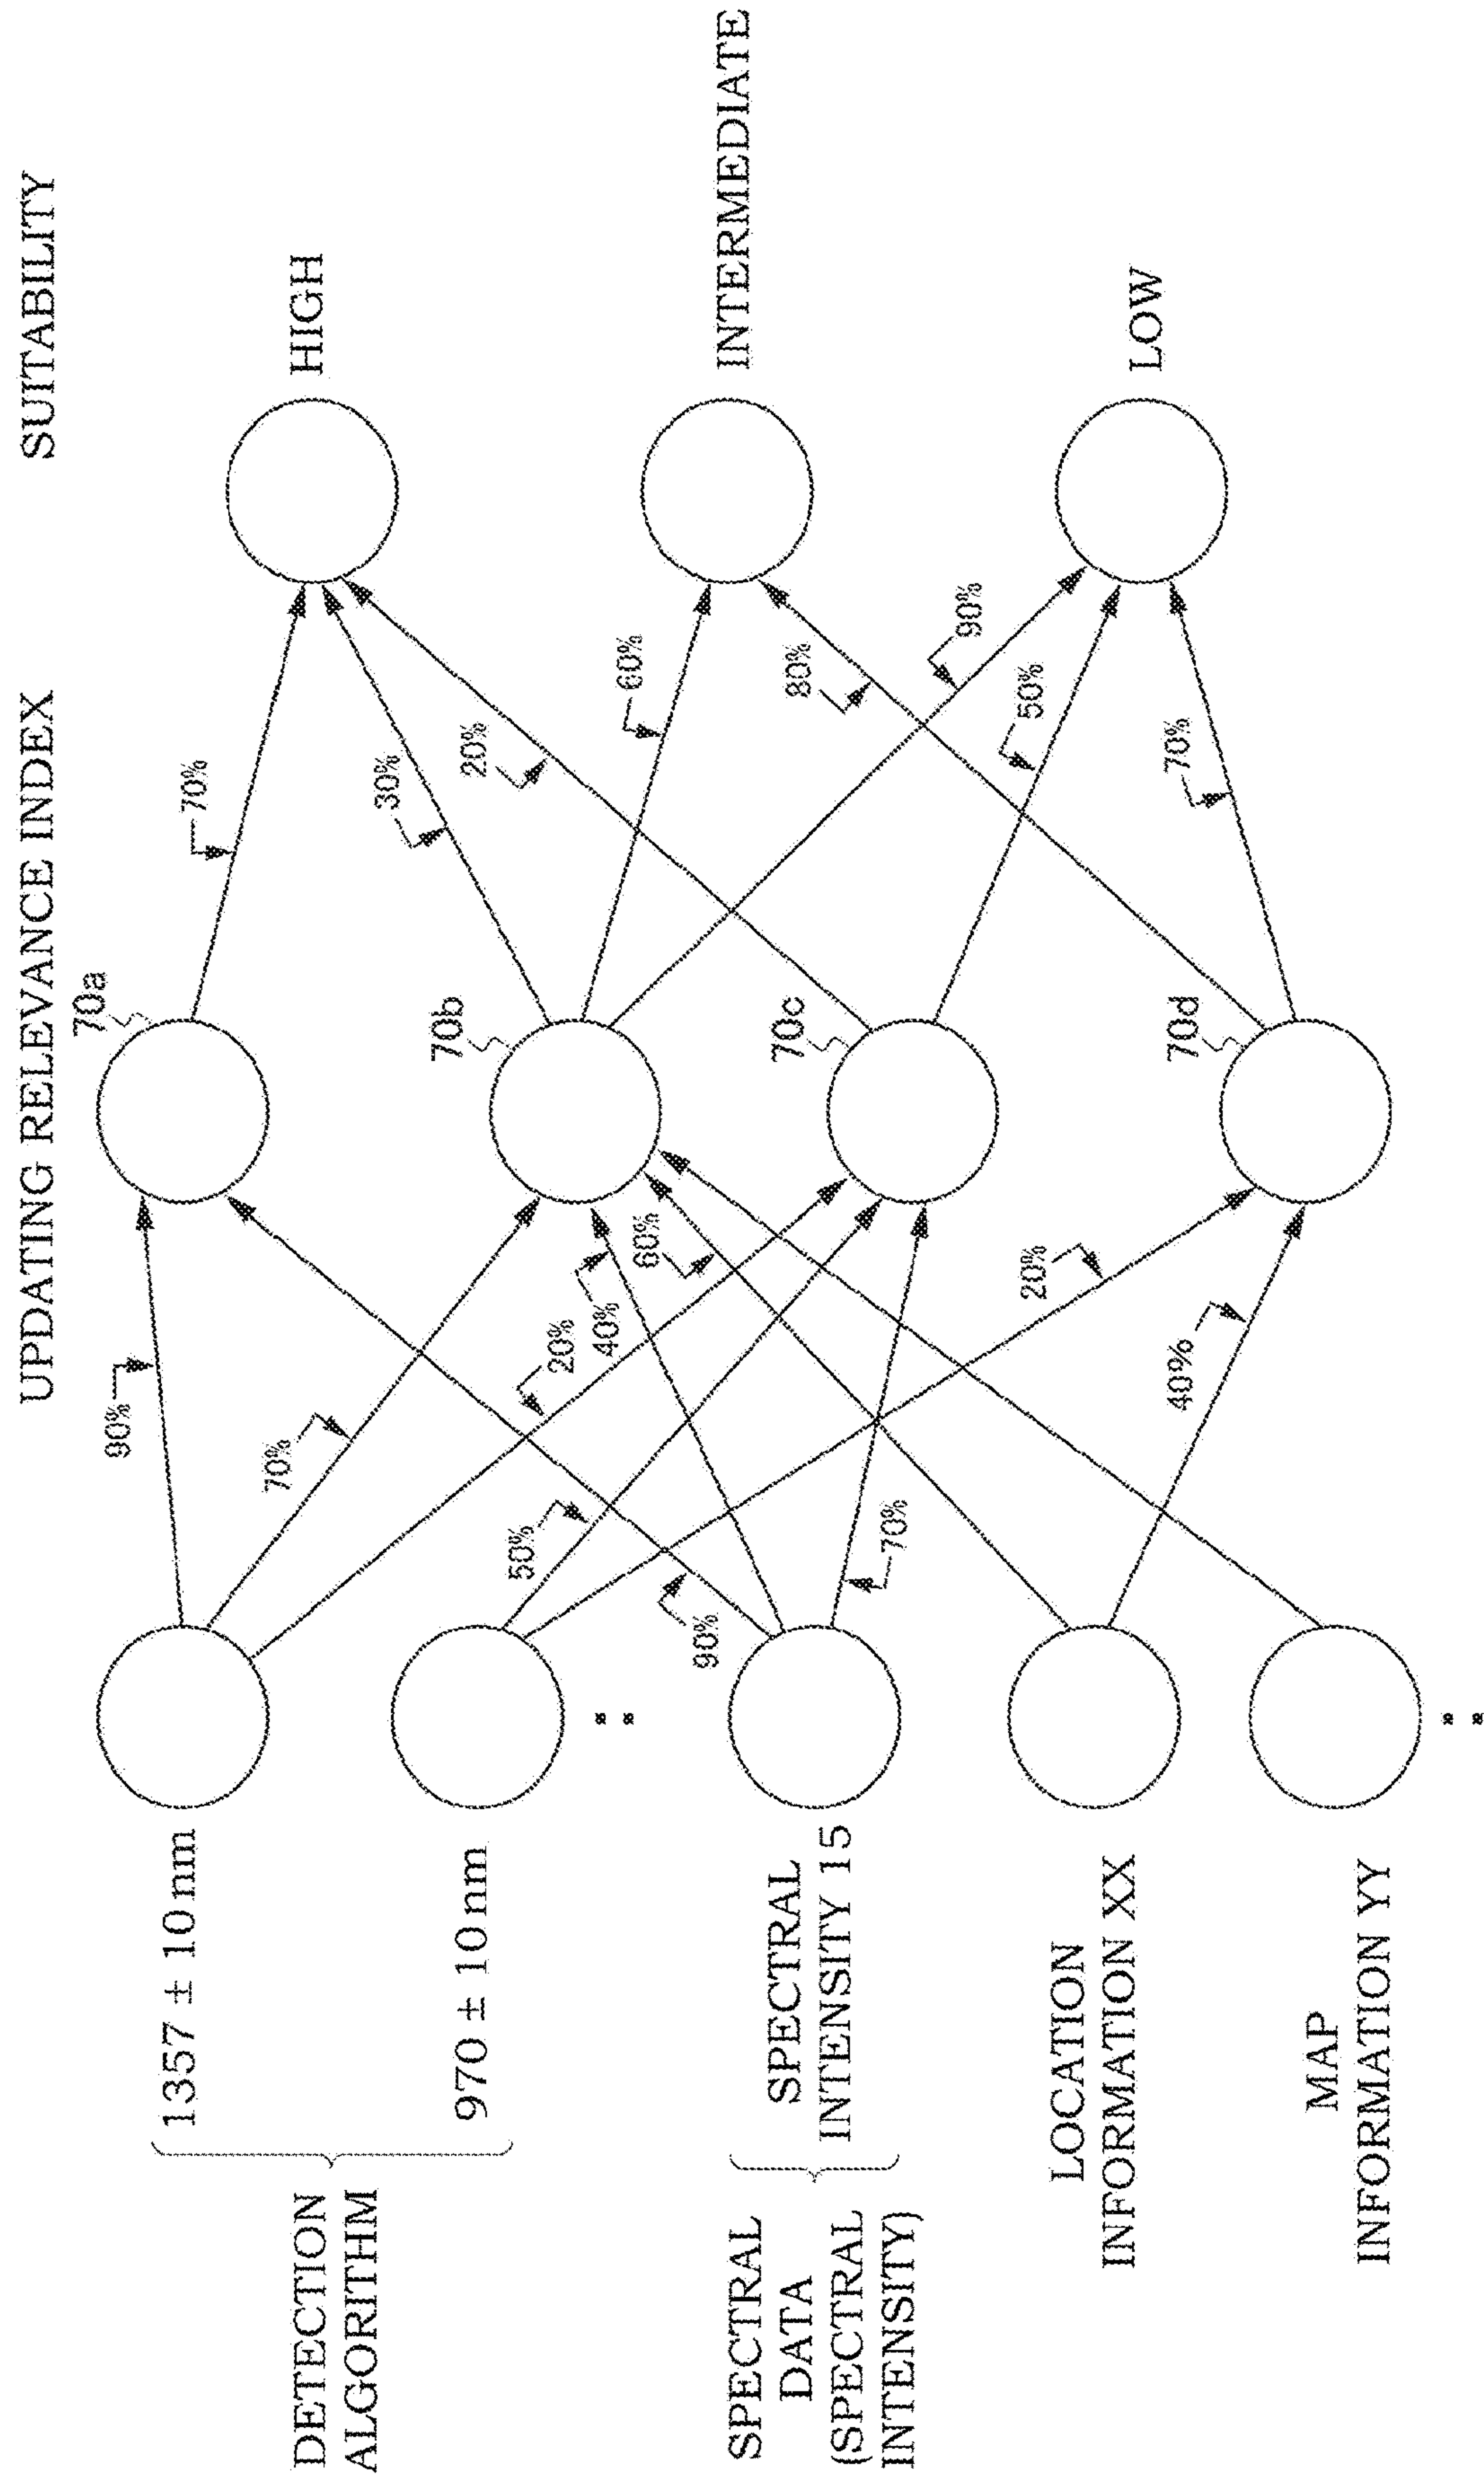 UPDATING RELEVANCE INDEX
SUITABILITY
DETECTION
ALGORITHM
1357 ± 10 nm
970 ± 10 nm
SPECTRAL
DATA
(SPECTRAL
INTENSITY)
SPECTRAL
INTENSITY 15
LOCATION
INFORMATION XX
MAP
INFORMATION YY
90%
70%
20%
50%
90%
40%
60%
70%
20%
40%
70a
70b
70c
70d
70%
30%
20%
60%
80%
90%
50%
70%
HIGH
INTERMEDIATE
LOW